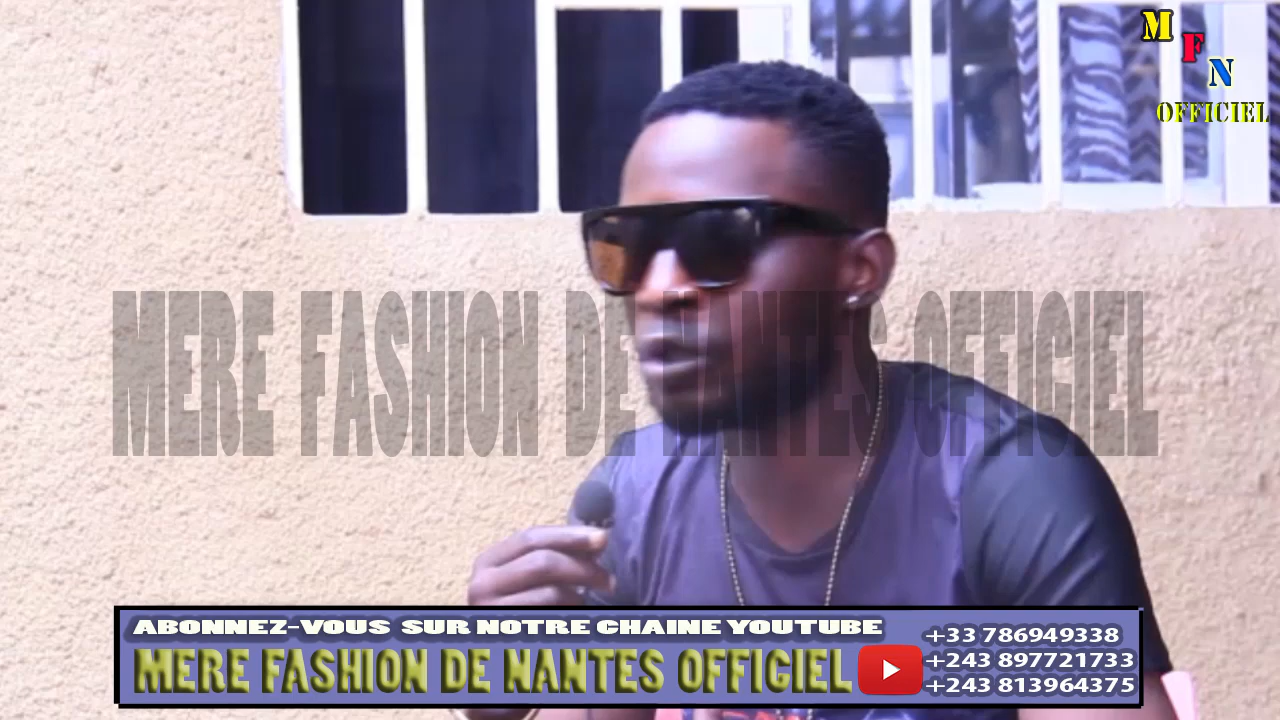 M
F
N
OFFICIEL
MERE FASHION DE NANTES OFFICIEL
ABONNEZ-VOUS SUR NOTRE CHAINE YOUTUBE
MERE FASHION DE NANTES OFFICIEL
+33 786949338
+243 897721733
+243 813964375